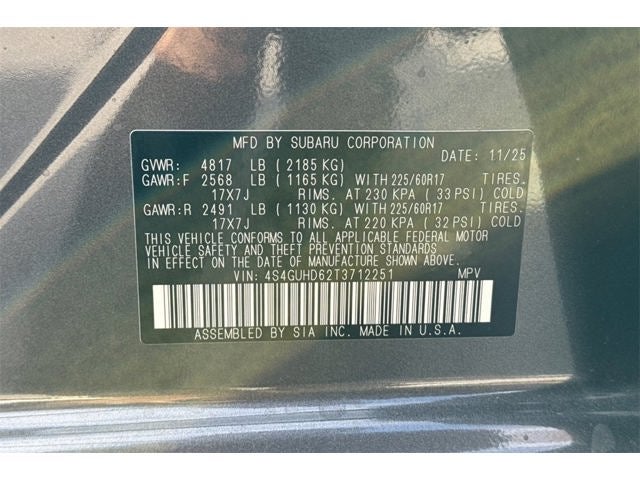 MFD BY SUBARU CORPORATION
DATE: 11/25
GVWR: 4817 LB ( 2185 KG)
GAWR:F 2568 LB ( 1165 KG) WITH 225/60R17 TIRES.
17X7J RIMS. AT 230 KPA ( 33 PSI) COLD
GAWR:R 2491 LB ( 1130 KG) WITH 225/60R17 TIRES.
17X7J RIMS. AT 220 KPA ( 32 PSI) COLD
THIS VEHICLE CONFORMS TO ALL APPLICABLE FEDERAL MOTOR
VEHICLE SAFETY AND THEFT PREVENTION STANDARDS
IN EFFECT ON THE DATE OF MANUFACTURE SHOWN ABOVE.
VIN: 4S4GUHD62T3712251 MPV
ASSEMBLED BY SIA INC. MADE IN U.S.A.